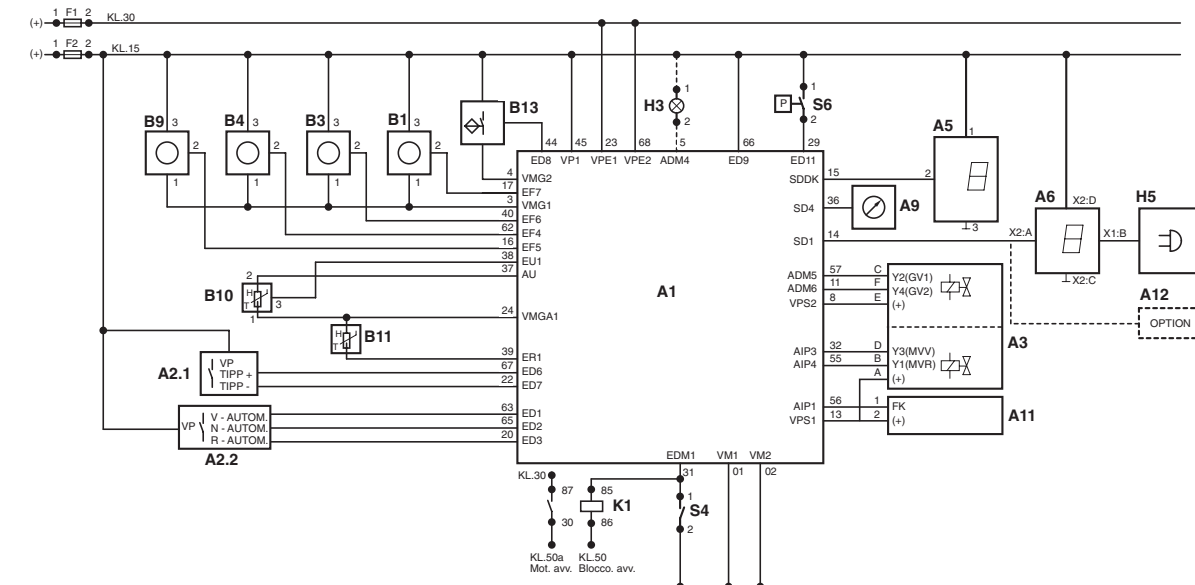 1 F1 2
(+) KL.30
1 F2 2
(+) KL.15
B9 3
B4 3
B3 3
B1 3
B13
H3 1
2
P S6
1
2
2 2 2 2
1 1 1 1
44 45 23 68 5 66 29
ED8 VP1 VPE1 VPE2 ADM4 ED9 ED11
4 VMG2
17 EF7
3 VMG1
40 EF6
62 EF4
16 EF5
38 EU1
37 AU
24 VMGA1
39 ER1
67 ED6
22 ED7
63 ED1
65 ED2
20 ED3
A1
B10 H T
2
3
1
B11 H T
A2.1
VP
TIPP +
TIPP -
VP
V - AUTOM.
N - AUTOM.
R - AUTOM.
A2.2
SDDK 15 2
A5
1
3
SD4 36 A9
SD1 14 X2:A
A6 X2:D
X1:B
X2:C
H5
A12
OPTION
ADM5 57 C Y2(GV1)
ADM6 11 F Y4(GV2)
VPS2 8 E (+)
A3
AIP3 32 D Y3(MVV)
AIP4 55 B Y1(MVR)
A (+)
AIP1 56 1 FK
VPS1 13 2 (+)
A11
EDM1 VM1 VM2
31 01 02
KL.30
87
30
KL.50a
Mot. avv.
85
K1
86
KL.50
Blocco. avv.
1
S4
2